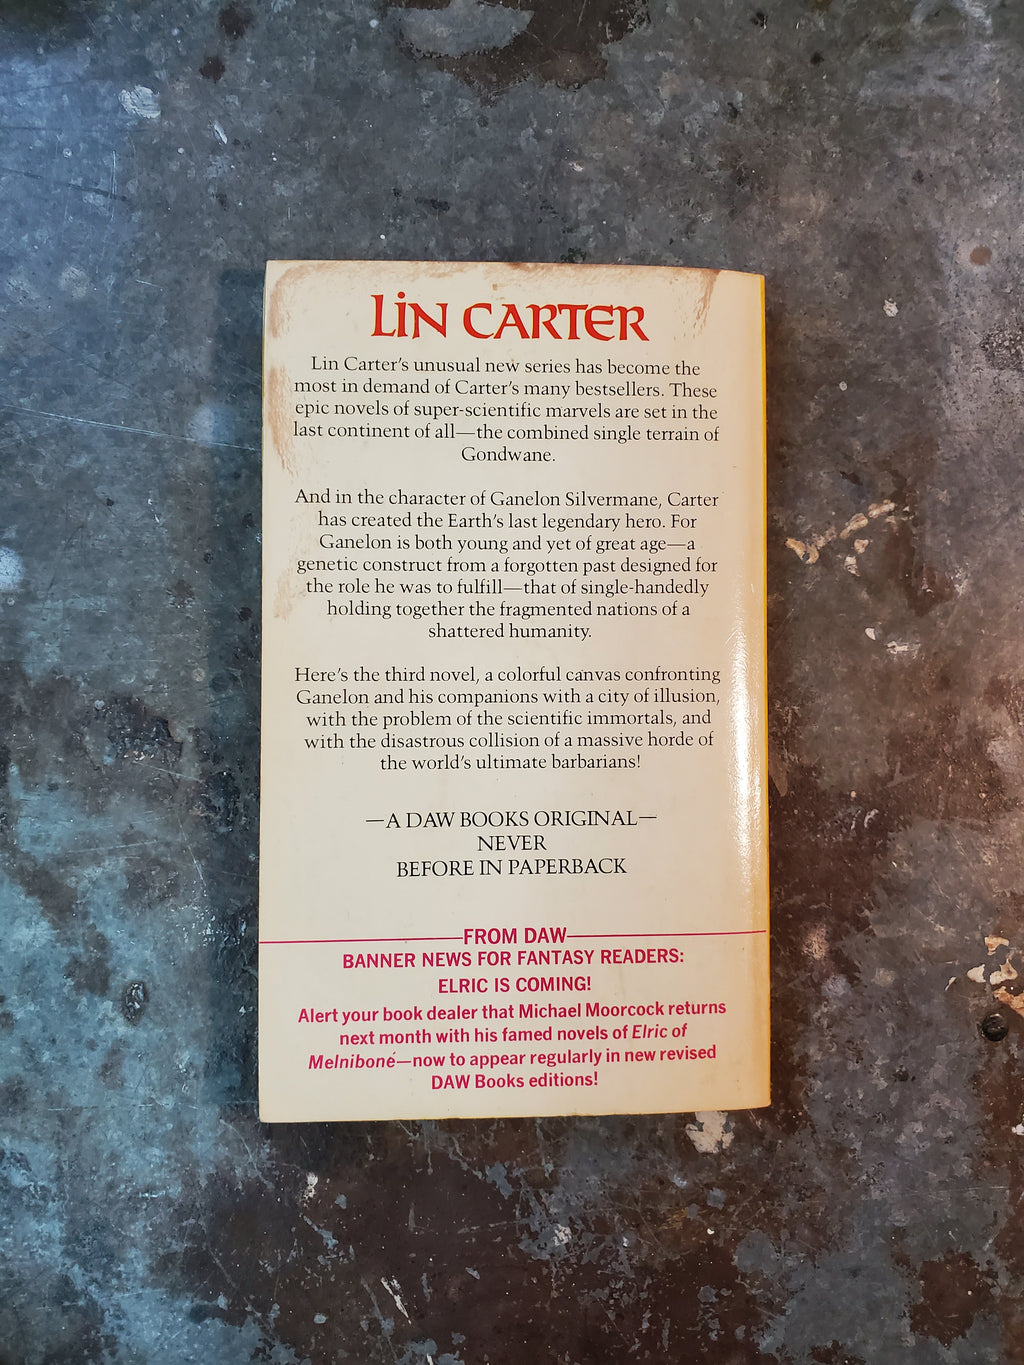 LiN CARTER
Lin Carter's unusual new series has become the
most in demand of Carter's many bestsellers. These
epic novels of super-scientific marvels are set in the
last continent of all—the combined single terrain of
Gondwane.
And in the character of Ganelon Silvermane, Carter
has created the Earth's last legendary hero. For
Ganelon is both young and yet of great age—a
genetic construct from a forgotten past designed for
the role he was to fulfill—that of single-handedly
holding together the fragmented nations of a
shattered humanity.
Here's the third novel, a colorful canvas confronting
Ganelon and his companions with a city of illusion,
with the problem of the scientific immortals, and
with the disastrous collision of a massive horde of
the world's ultimate barbarians!
—A DAW BOOKS ORIGINAL—
NEVER
BEFORE IN PAPERBACK
FROM DAW
BANNER NEWS FOR FANTASY READERS:
ELRIC IS COMING!
Alert your book dealer that Michael Moorcock returns
next month with his famed novels of Elric of
Melniboné—now to appear regularly in new revised
DAW Books editions!